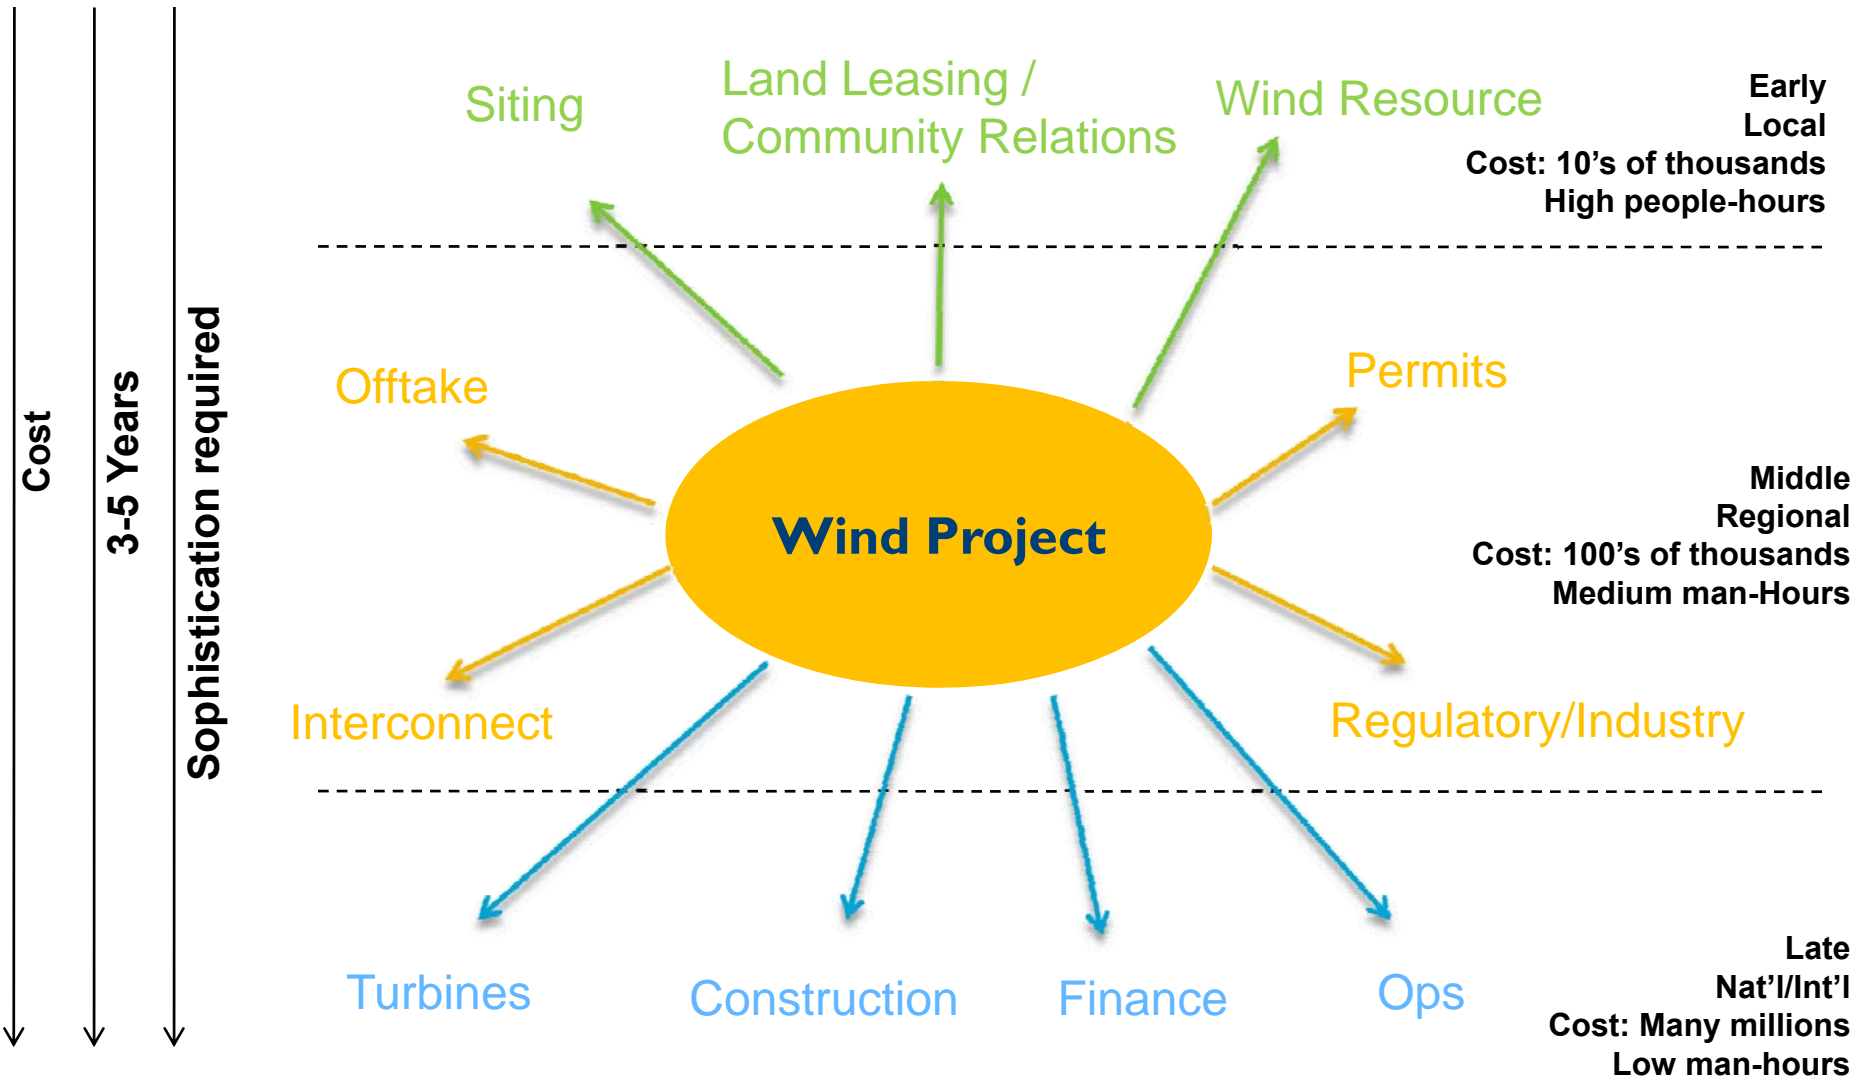 Siting
Land Leasing /
Community Relations
Wind Resource
Early
Local
Cost: 10’s of thousands
High people-hours
Cost
3-5 Years
Sophistication required
Offtake
Permits
Wind Project
Middle
Regional
Cost: 100’s of thousands
Medium man-Hours
Interconnect
Regulatory/Industry
Turbines
Construction
Finance
Ops
Late
Nat’l/Int’l
Cost: Many millions
Low man-hours